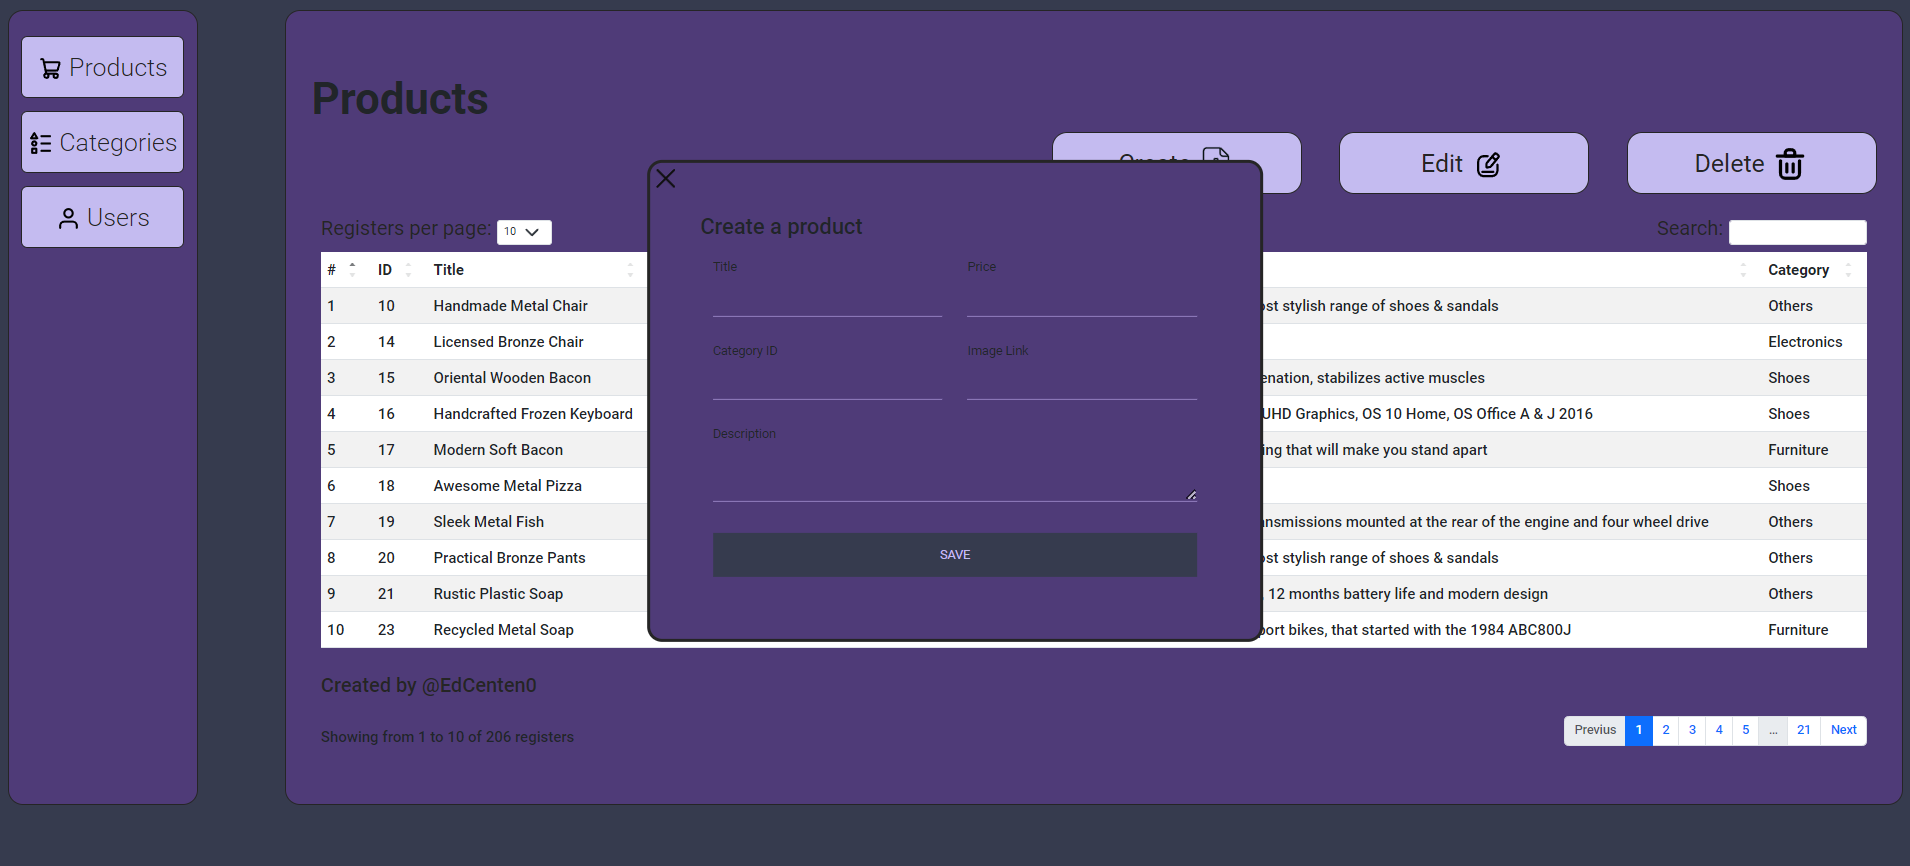 Products
Categories
Users
Products
Edit
Delete
Registers per page: 10
Search:
# ID Title Category
1 10 Handmade Metal Chair ost stylish range of shoes & sandals Others
2 14 Licensed Bronze Chair Electronics
3 15 Oriental Wooden Bacon enation, stabilizes active muscles Shoes
4 16 Handcrafted Frozen Keyboard UHD Graphics, OS 10 Home, OS Office A & J 2016 Shoes
5 17 Modern Soft Bacon ing that will make you stand apart Furniture
6 18 Awesome Metal Pizza Shoes
7 19 Sleek Metal Fish ansmissions mounted at the rear of the engine and four wheel drive Others
8 20 Practical Bronze Pants ost stylish range of shoes & sandals Others
9 21 Rustic Plastic Soap , 12 months battery life and modern design Others
10 23 Recycled Metal Soap port bikes, that started with the 1984 ABC800J Furniture
Create a product
Title Price
Category ID Image Link
Description
SAVE
Created by @EdCenten0
Showing from 1 to 10 of 206 registers
Previus 1 2 3 4 5 ... 21 Next